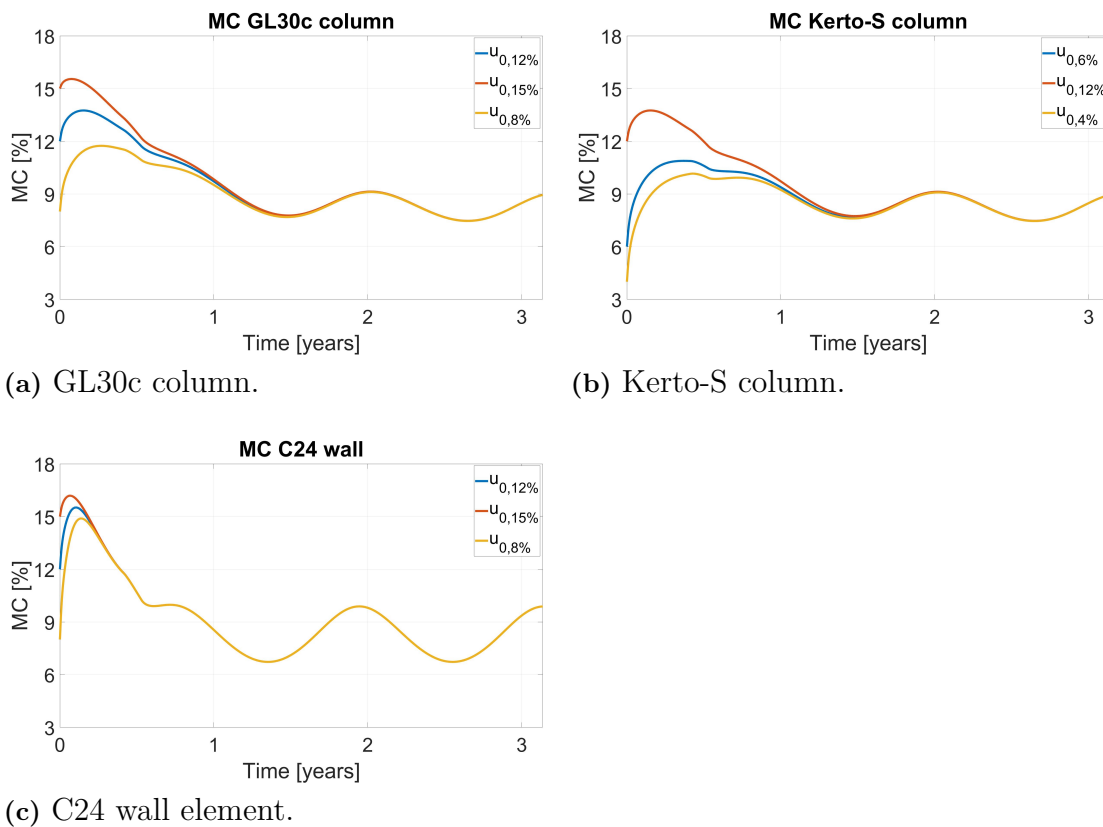 MC GL30c column
18
15
12
9
6
3
MC [%]
0 1 2 3
Time [years]
u0,12%
u0,15%
u0,8%
(a) GL30c column.
MC Kerto-S column
18
15
12
9
6
3
MC [%]
0 1 2 3
Time [years]
u0,6%
u0,12%
u0,4%
(b) Kerto-S column.
MC C24 wall
18
15
12
9
6
3
MC [%]
0 1 2 3
Time [years]
u0,12%
u0,15%
u0,8%
(c) C24 wall element.